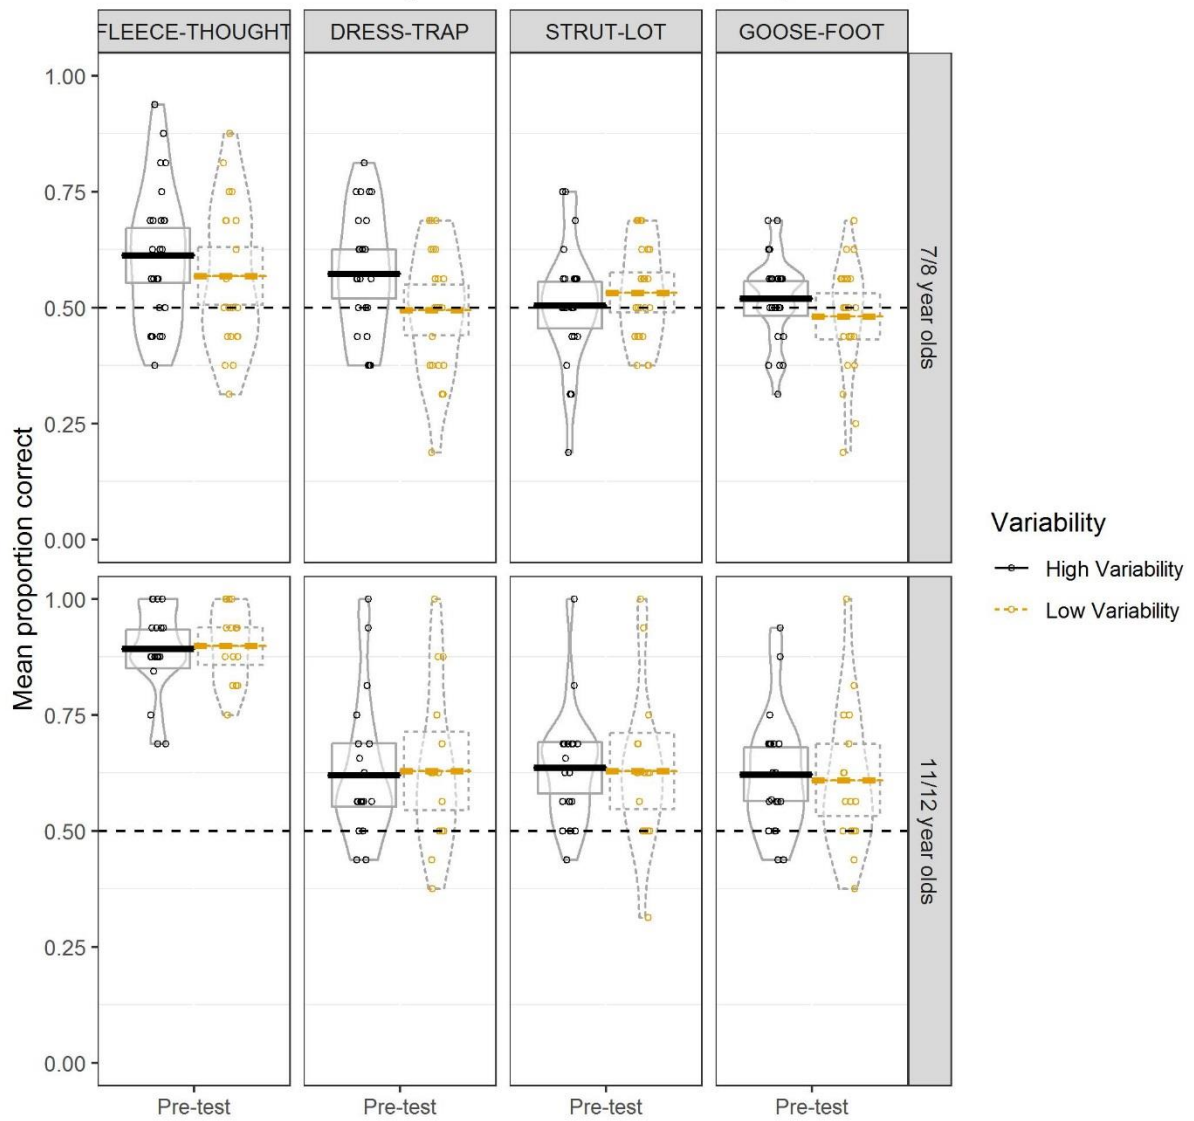 FLEECE-THOUGHT DRESS-TRAP STRUT-LOT GOOSE-FOOT
Mean proportion correct
1.00
0.75
0.50
0.25
0.00
7/8 year olds
1.00
0.75
0.50
0.25
0.00
11/12 year olds
Pre-test Pre-test Pre-test Pre-test
Variability
High Variability
Low Variability